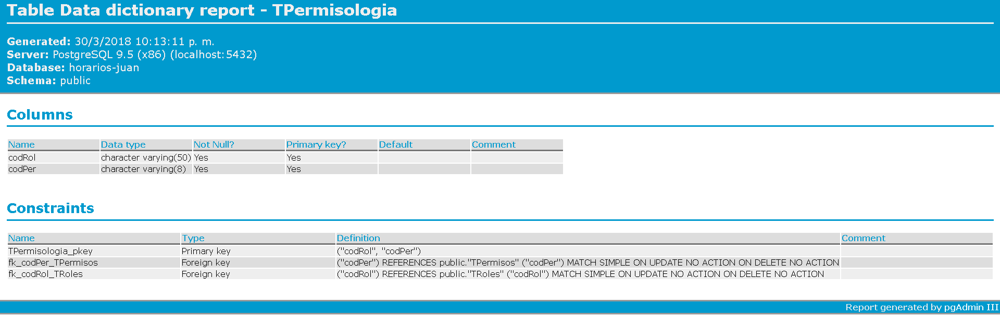 Table Data dictionary report - TPermisologia
Generated: 30/3/2018 10:13:11 p. m.
Server: PostgreSQL 9.5 (x86) (localhost:5432)
Database: horarios-juan
Schema: public
Columns
Name Data type Not Null? Primary key? Default Comment
codRol character varying(50) Yes Yes
codPer character varying(8) Yes Yes
Constraints
Name Type Definition Comment
TPermisologia_pkey Primary key ("codRol", "codPer")
fk_codPer_TPermisos Foreign key ("codPer") REFERENCES public."TPermisos" ("codPer") MATCH SIMPLE ON UPDATE NO ACTION ON DELETE NO ACTION
fk_codRol_TRoles Foreign key ("codRol") REFERENCES public."TRoles" ("codRol") MATCH SIMPLE ON UPDATE NO ACTION ON DELETE NO ACTION
Report generated by pgAdmin III